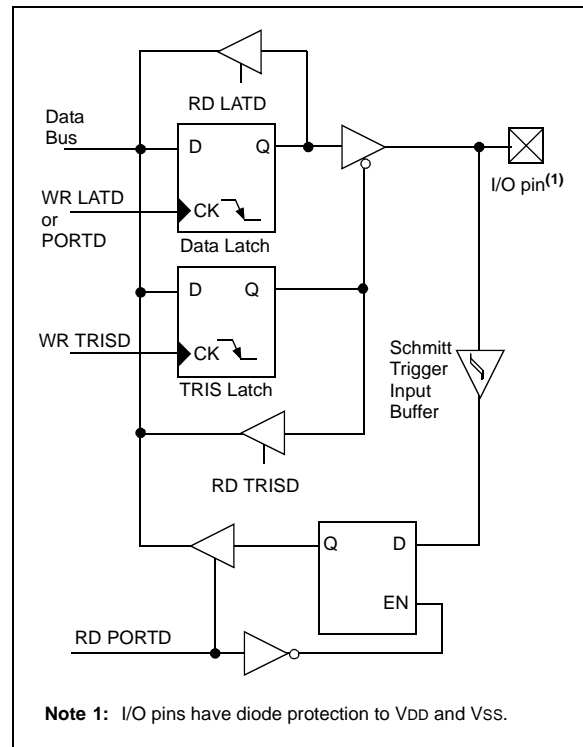 RD LATD
Data
Bus
D Q
WR LATD
or
PORTD
CK
Data Latch
I/O pin(1)
D Q
WR TRISD
CK
TRIS Latch
Schmitt
Trigger
Input
Buffer
RD TRISD
Q D
EN
RD PORTD
Note 1: I/O pins have diode protection to VDD and VSS.